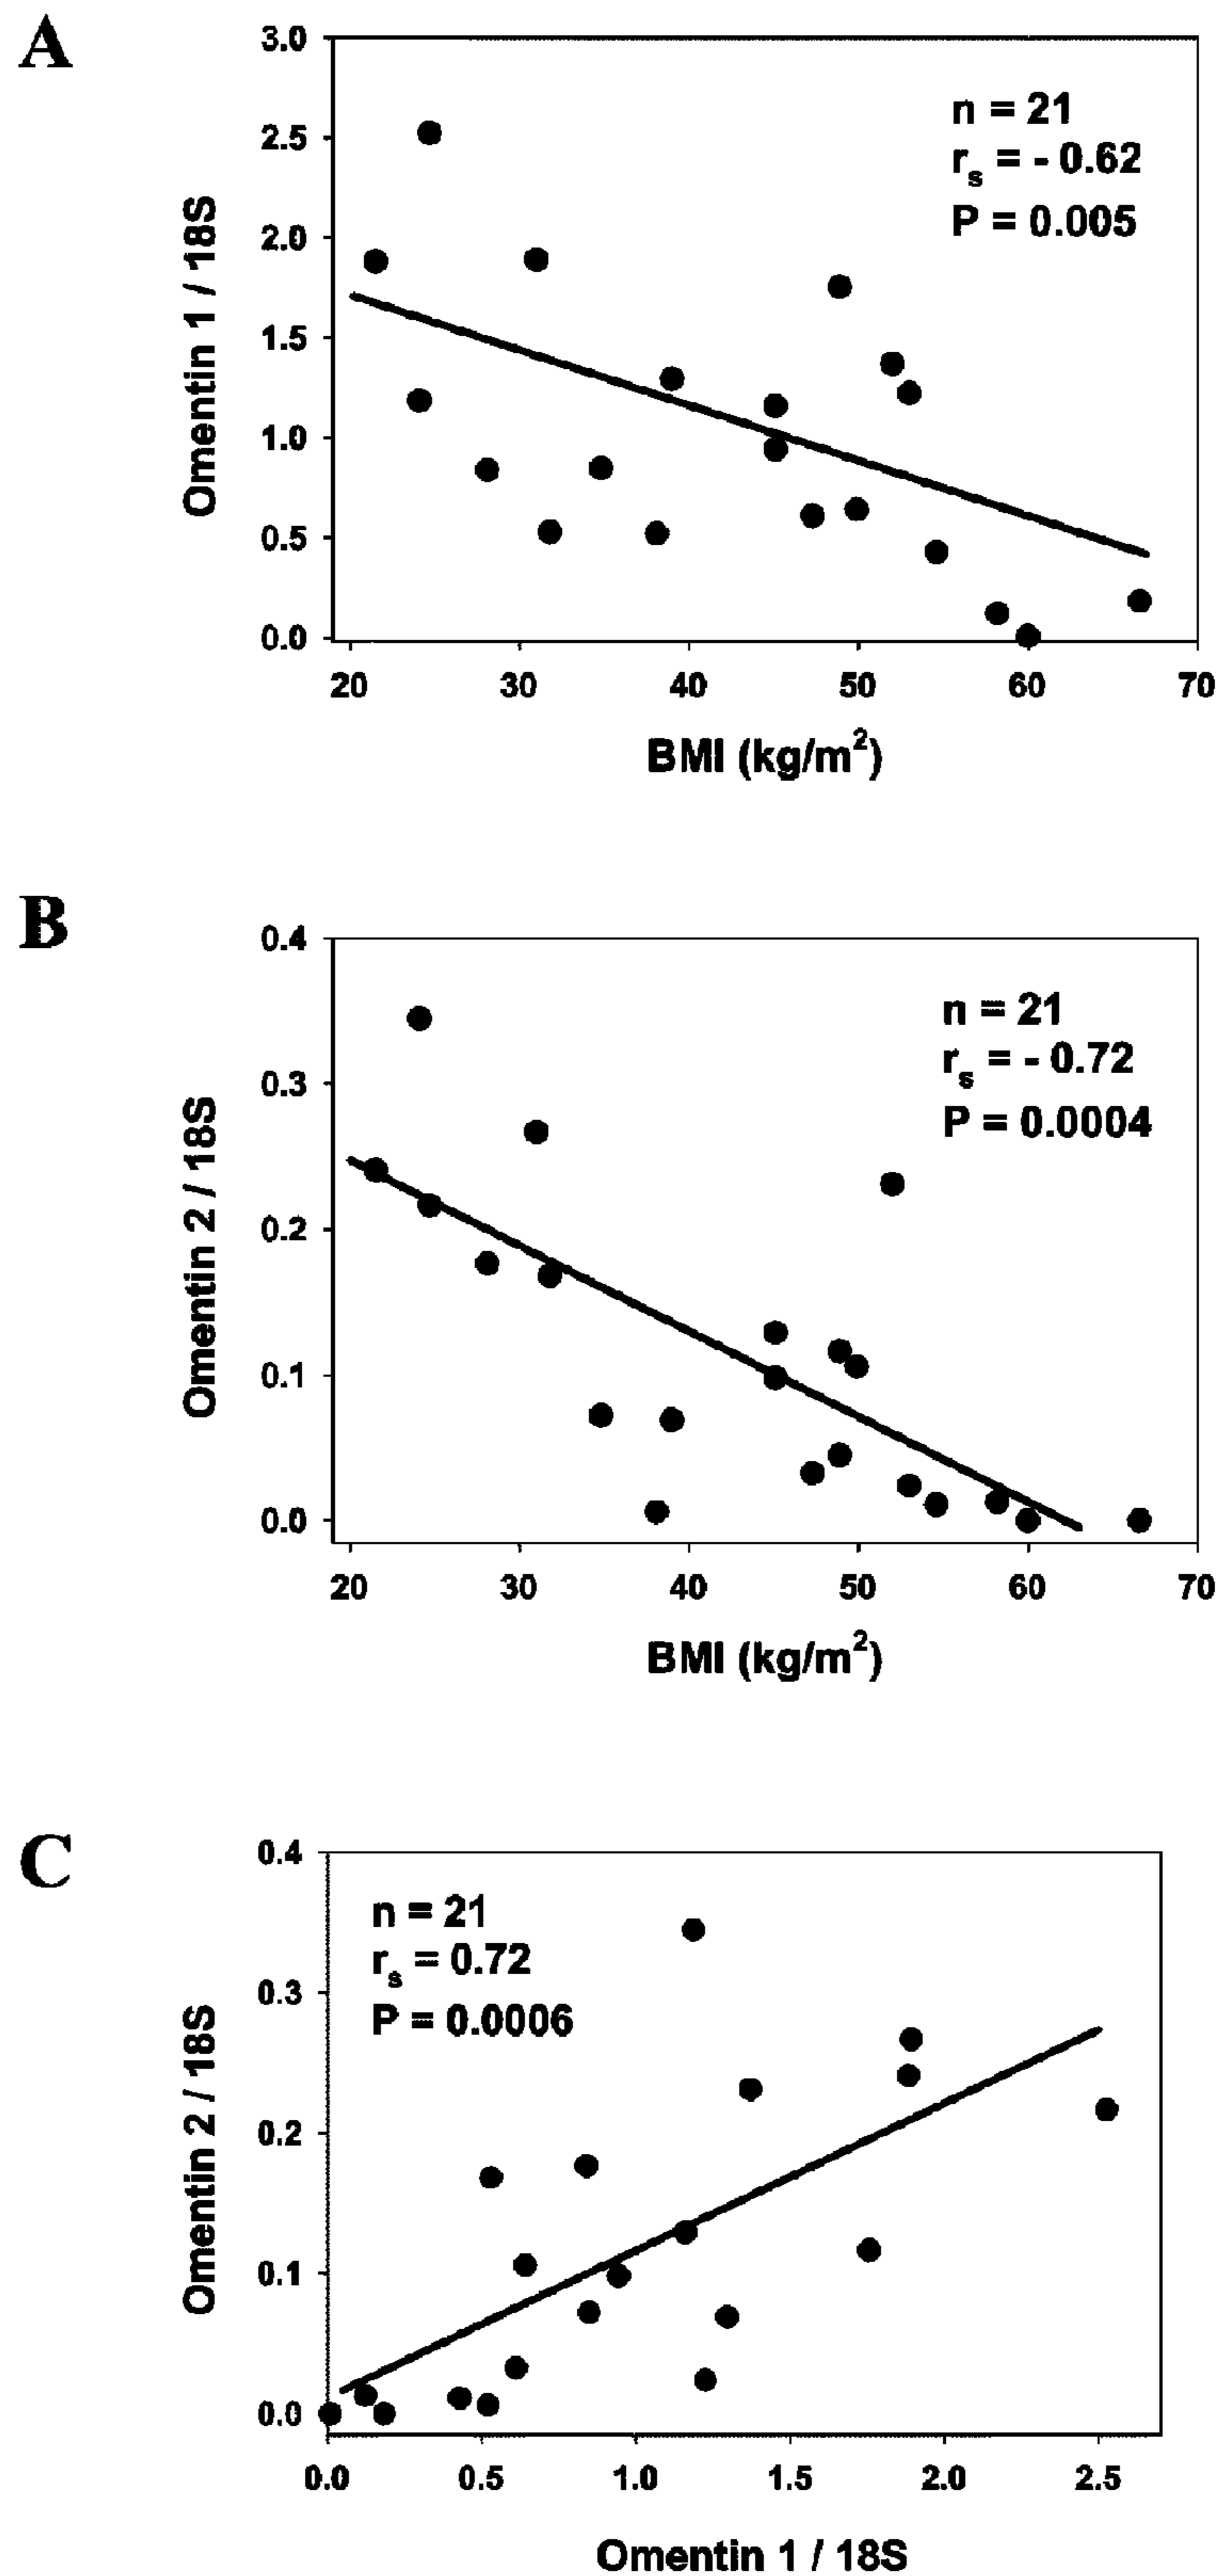 A
3.0
2.5
2.0
1.5
1.0
0.5
0.0
Omentin 1 / 18S
n = 21
rs = - 0.62
P = 0.005
20 30 40 50 60 70
BMI (kg/m²)
B
0.4
0.3
0.2
0.1
0.0
Omentin 2 / 18S
n = 21
rs = - 0.72
P = 0.0004
20 30 40 50 60 70
BMI (kg/m²)
C
0.4
0.3
0.2
0.1
0.0
Omentin 2 / 18S
n = 21
rs = 0.72
P = 0.0006
0.0 0.5 1.0 1.5 2.0 2.5
Omentin 1 / 18S